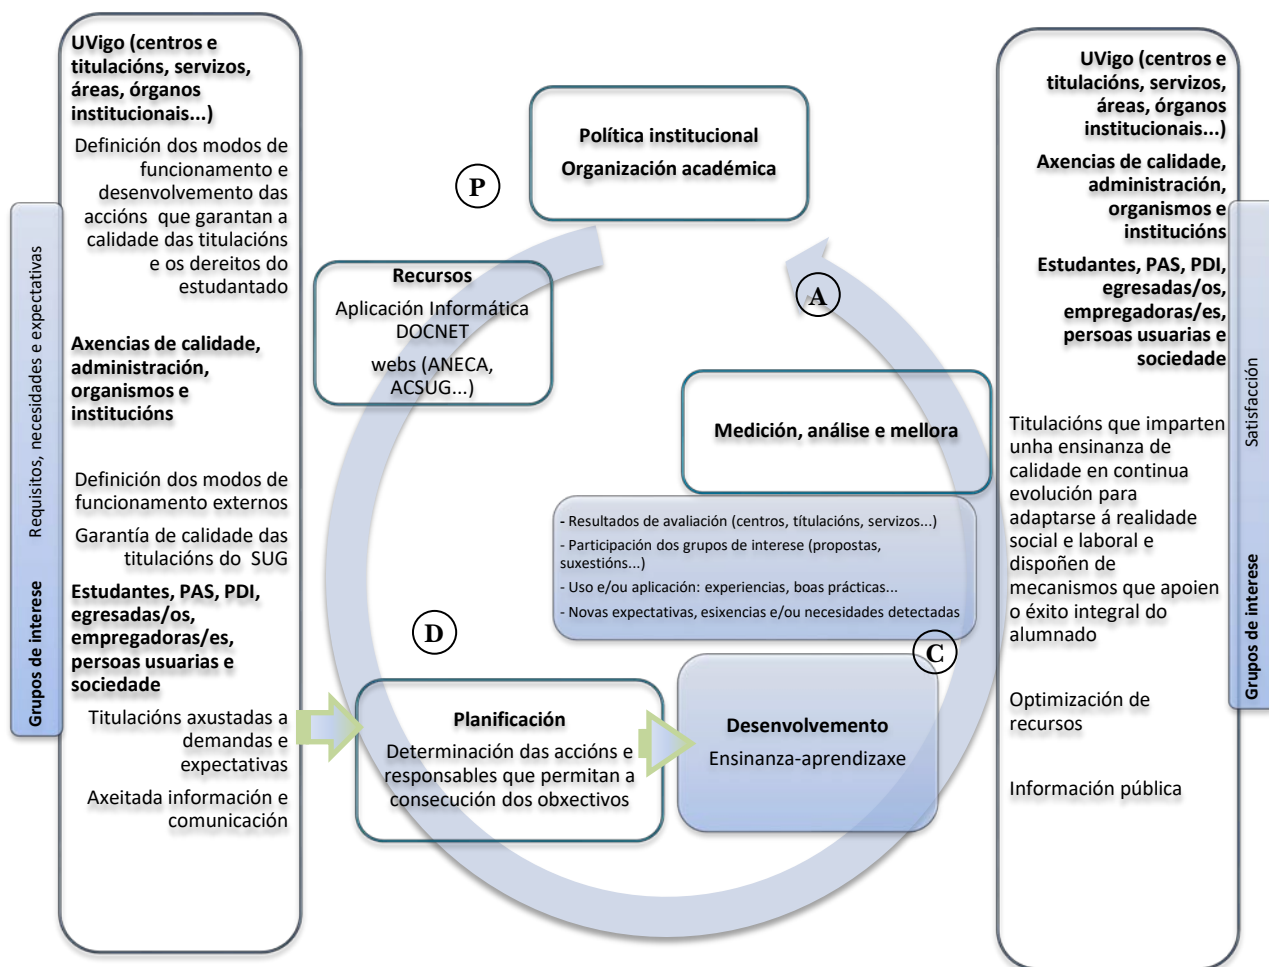 Requisitos, necesidades e expectativas
Grupos de interese
UVigo (centros e
titulacións, servizos,
áreas, órganos
institucionais...)
Definición dos modos de
funcionamento e
desenvolvemento das
accións que garantan a
calidade das titulacións
e os dereitos do
estudantado
Axencias de calidade,
administración,
organismos e
institucións
Definición dos modos de
funcionamento externos
Garantía de calidade das
titulacións do SUG
Estudantes, PAS, PDI,
egresadas/os,
empregadoras/es,
persoas usuarias e
sociedade
Titulacións axustadas a
demandas e
expectativas
Axeitada información e
comunicación
P
Política institucional
Organización académica
Recursos
Aplicación Informática
DOCNET
webs (ANECA,
ACSUG...)
A
Medición, análise e mellora
- Resultados de avaliación (centros, títulacións, servizos...)
- Participación dos grupos de interese (propostas,
suxestións...)
- Uso e/ou aplicación: experiencias, boas prácticas...
- Novas expectativas, esixencias e/ou necesidades detectadas
D
C
Planificación
Determinación das accións e
responsables que permitan a
consecución dos obxectivos
Desenvolvemento
Ensinanza-aprendizaxe
UVigo (centros e
titulacións, servizos,
áreas, órganos
institucionais...)
Axencias de calidade,
administración,
organismos e
institucións
Estudantes, PAS, PDI,
egresadas/os,
empregadoras/es,
persoas usuarias e
sociedade
Titulacións que imparten
unha ensinanza de
calidade en continua
evolución para
adaptarse á realidade
social e laboral e
dispoñen de
mecanismos que apoien
o éxito integral do
alumnado
Optimización de
recursos
Información pública
Satisfacción
Grupos de interese